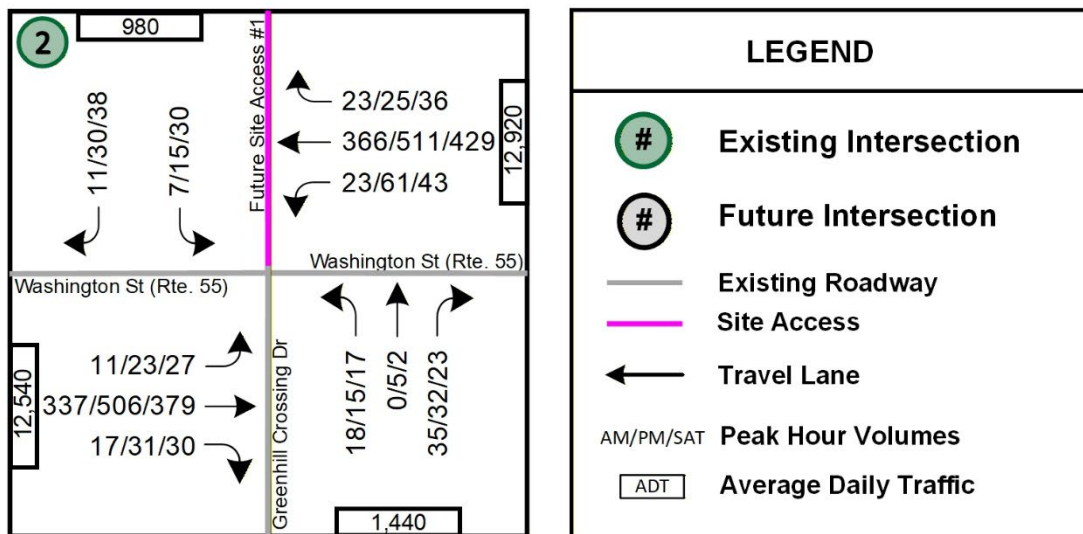 2
980
Future Site Access #1
11/30/38
7/15/30
23/25/36
366/511/429
23/61/43
12,920
Washington St (Rte. 55)
Washington St (Rte. 55)
12,540
11/23/27
337/506/379
17/31/30
Greenhill Crossing Dr
18/15/17
0/5/2
35/32/23
1,440
LEGEND
# Existing Intersection
# Future Intersection
Existing Roadway
Site Access
Travel Lane
AM/PM/SAT Peak Hour Volumes
ADT Average Daily Traffic